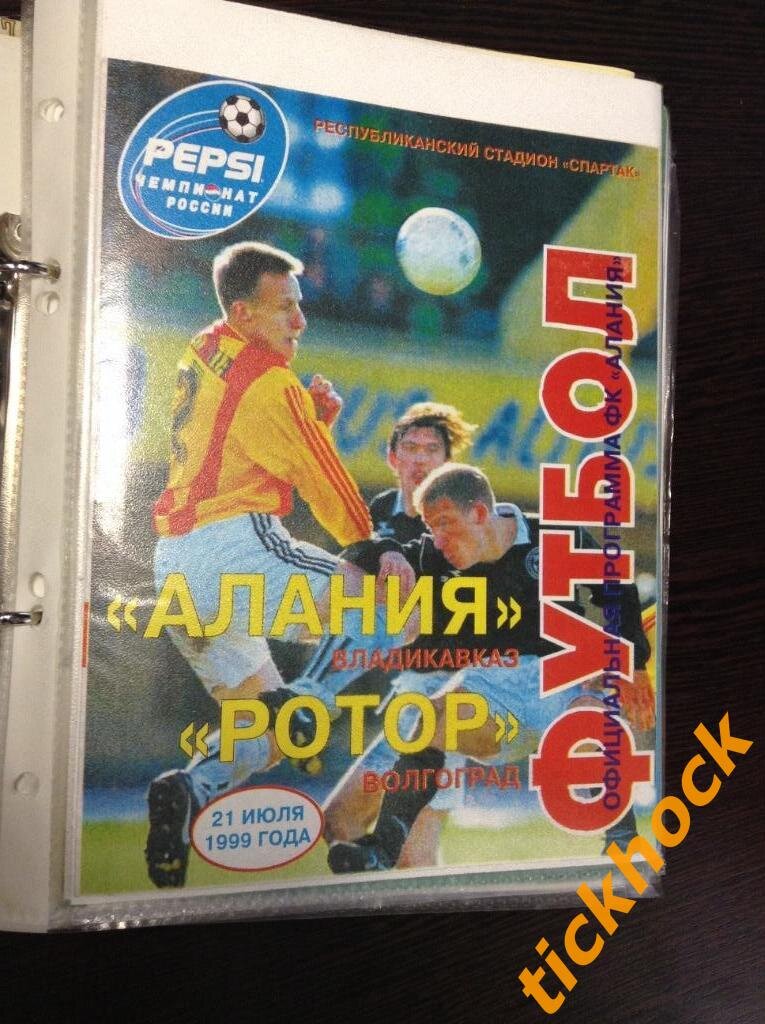 PEPSI
ЧЕМПИОНАТ
РОССИИ
РЕСПУБЛИКАНСКИЙ СТАДИОН «СПАРТАК»
ФУТБОЛ
ОФИЦИАЛЬНАЯ ПРОГРАММА ФК «АЛАНИЯ»
2
«АЛАНИЯ»
ВЛАДИКАВКАЗ
«РОТОР»
ВОЛГОГРАД
21 ИЮЛЯ
1999 ГОДА
tickhock